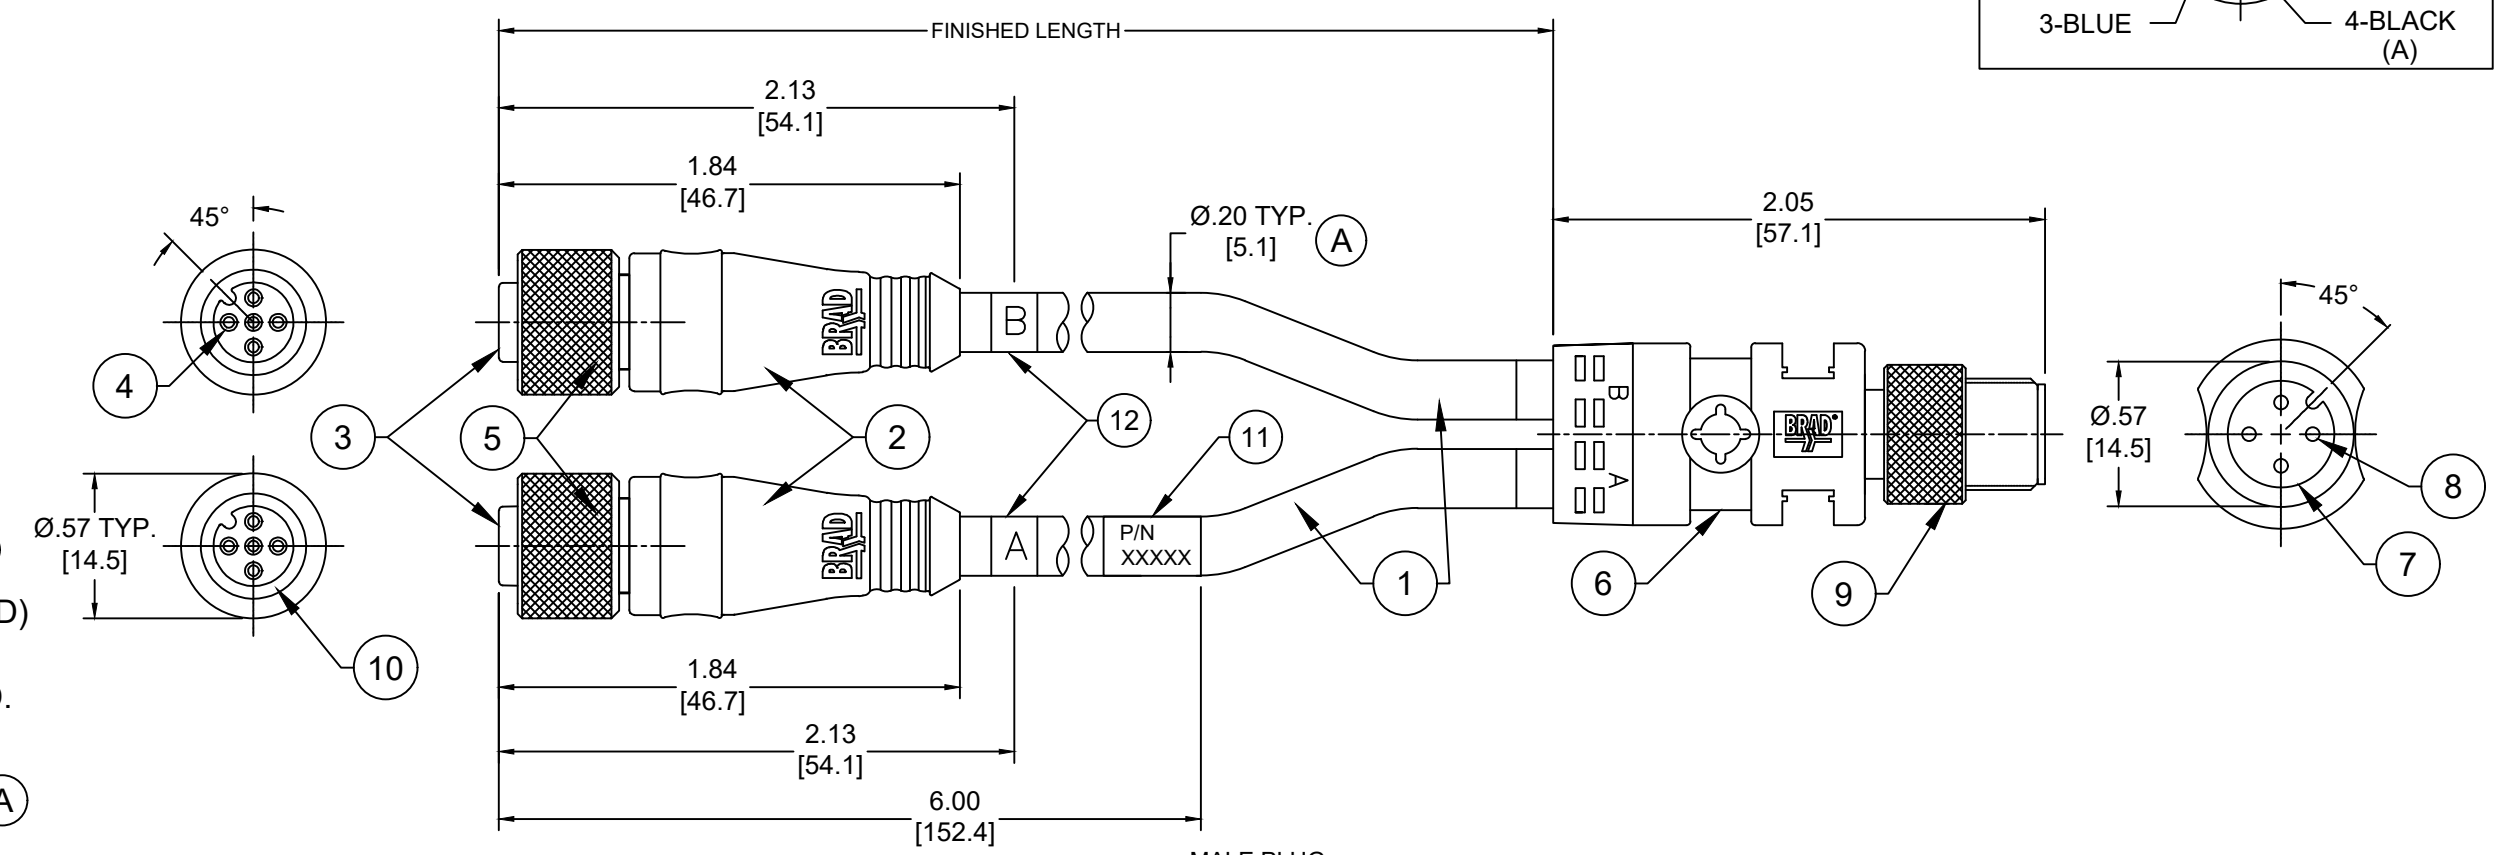 FINISHED LENGTH
3-BLUE
4-BLACK
(A)
2.13
[54.1]
1.84
[46.7]
45°
Ø.20 TYP.
[5.1]
A
2.05
[57.1]
45°
4
B
BRAD
B
BRAD
Ø.57
[14.5]
3
5
2
12
11
8
A
Ø.57 TYP.
[14.5]
BRAD
A
P/N
XXXXX
1
6
9
7
D)
10
1.84
[46.7]
2.13
[54.1]
A
6.00
[152.4]